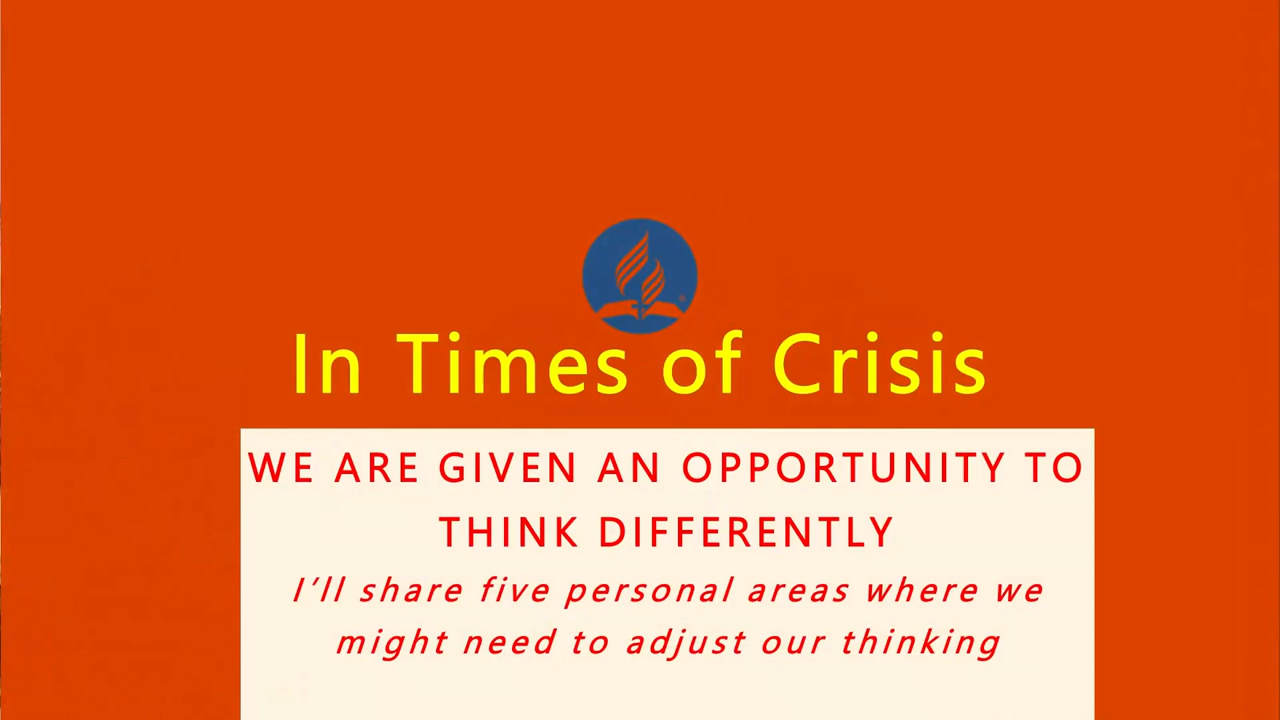 In Times of Crisis
WE ARE GIVEN AN OPPORTUNITY TO
THINK DIFFERENTLY
I’ll share five personal areas where we
might need to adjust our thinking